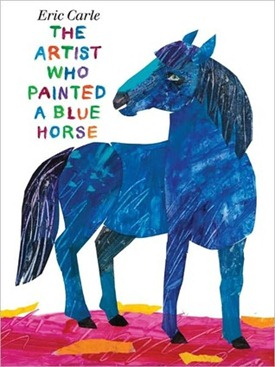 Eric Carle
THE
ARTIST
WHO
PAINTED
A BLUE
HORSE